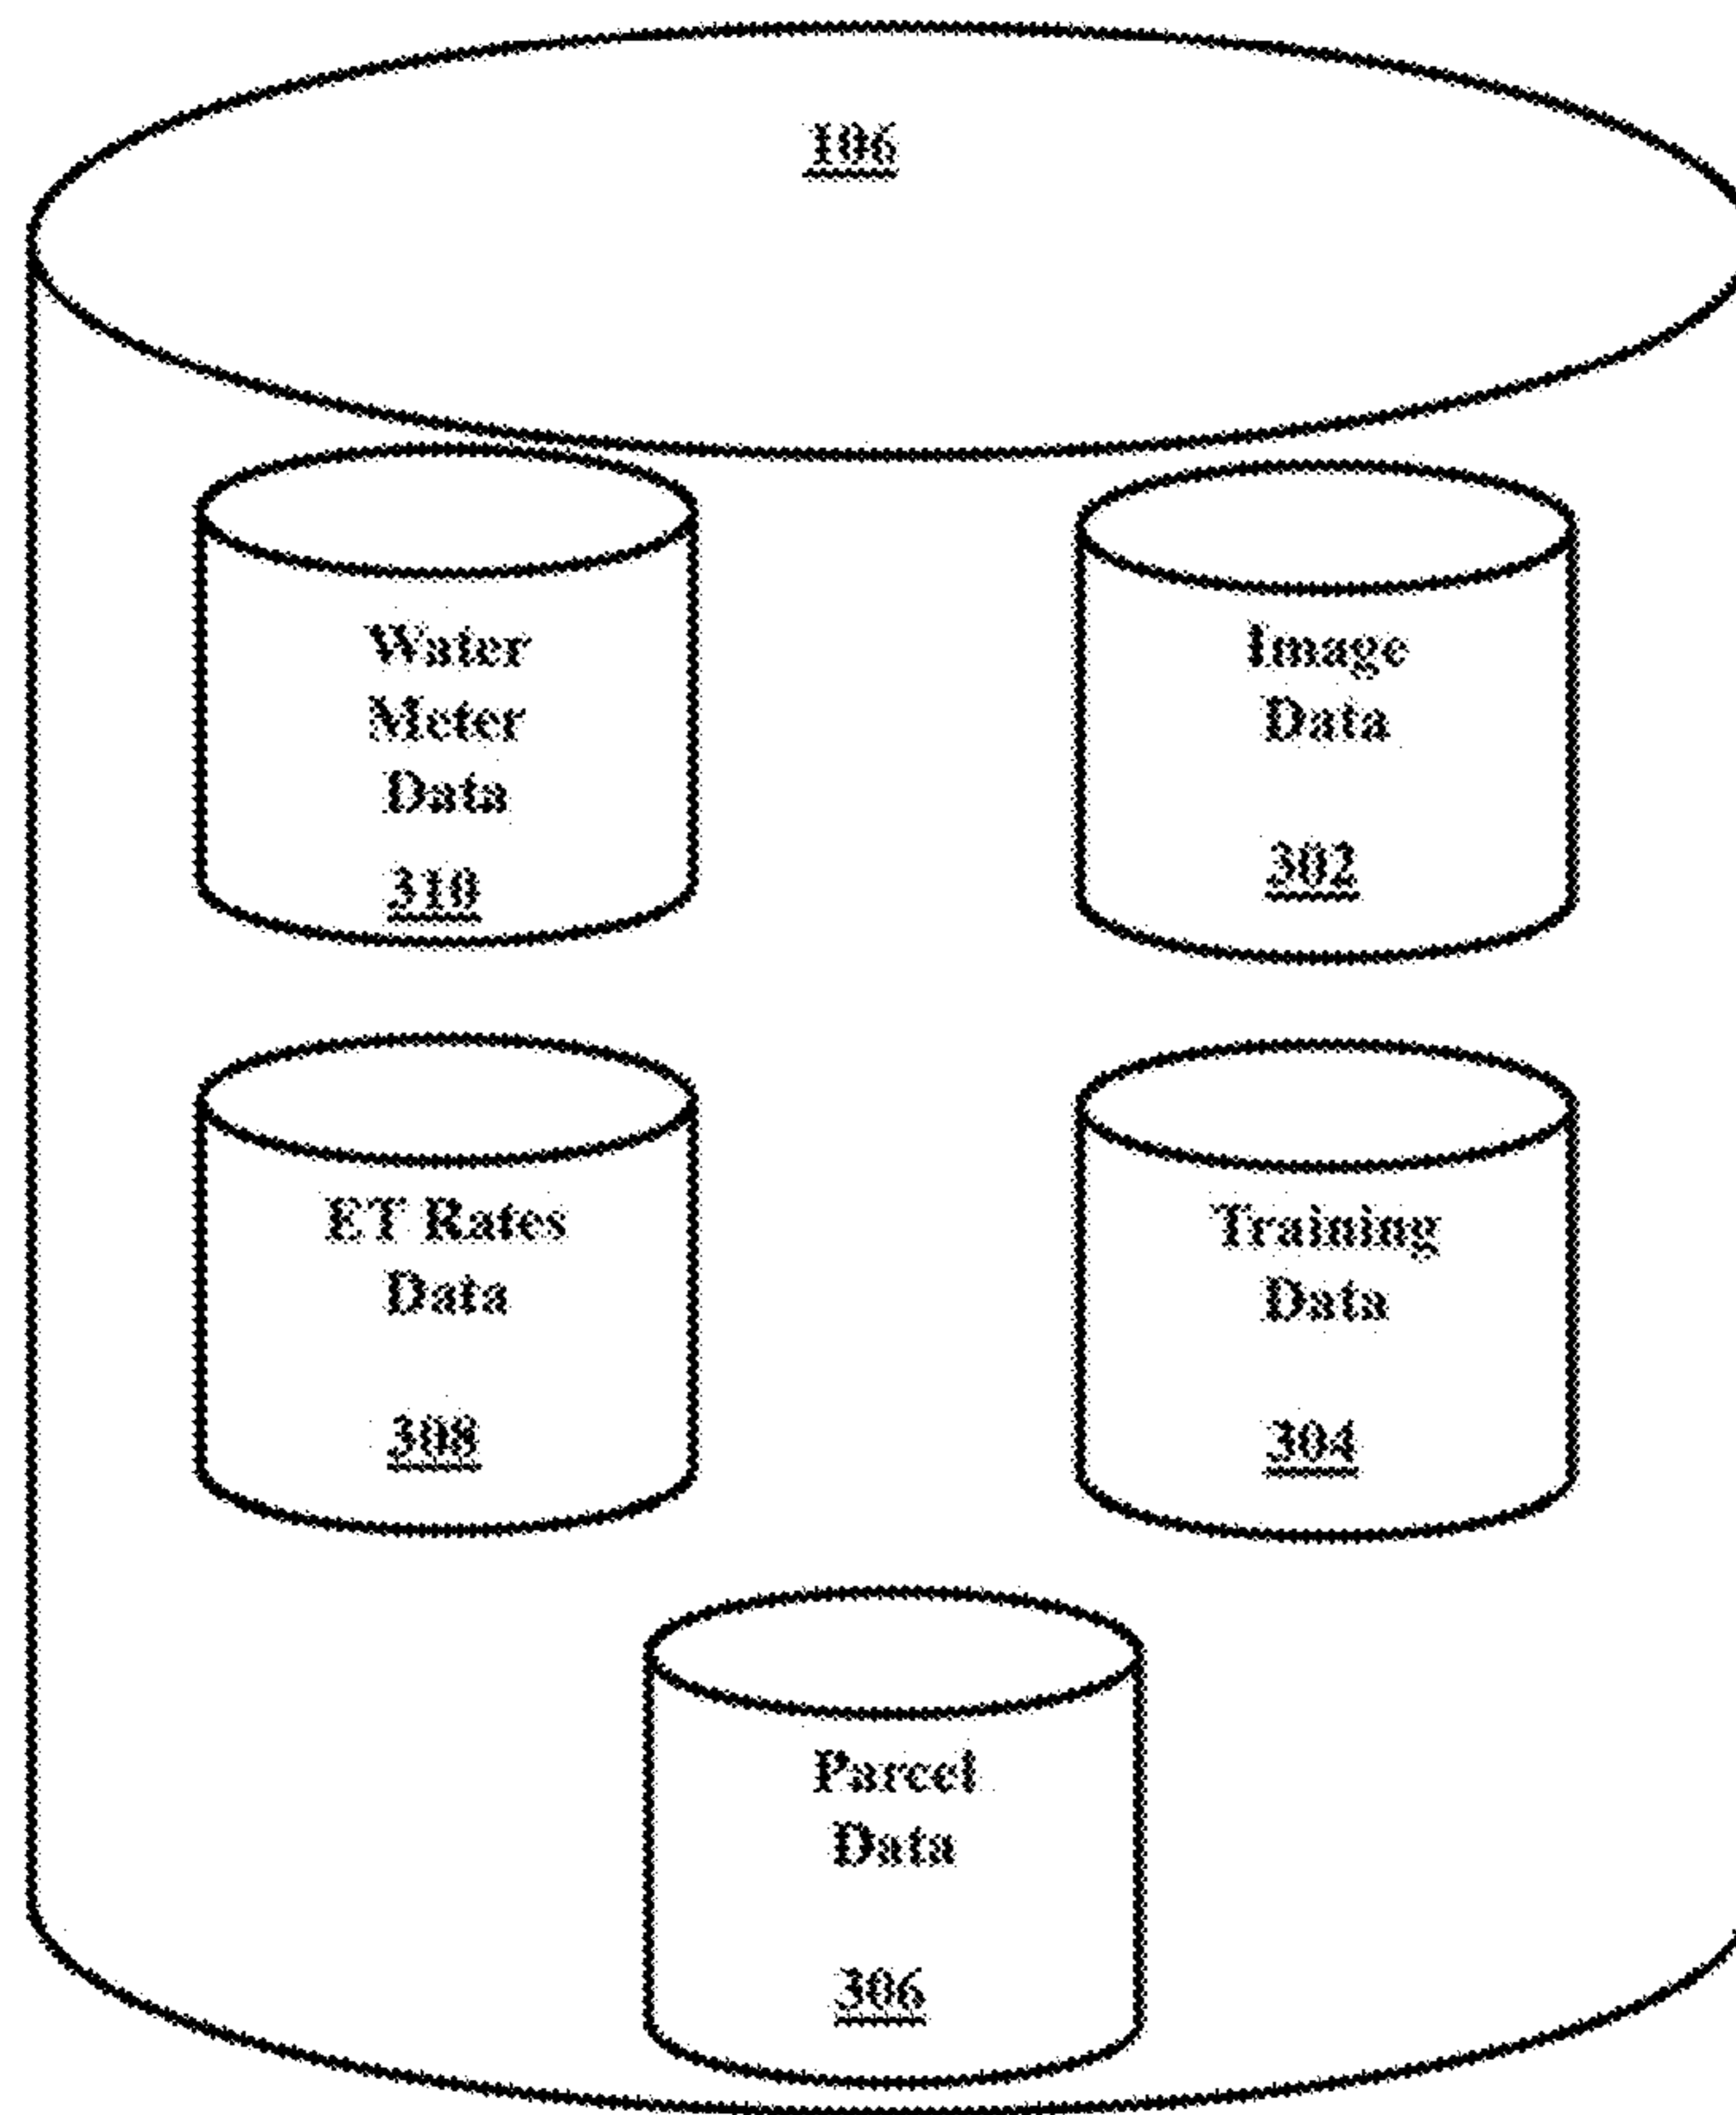 106
Water
Meter
Data
310
Image
Data
302
ET Rates
Data
308
Training
Data
304
Parcel
Data
306